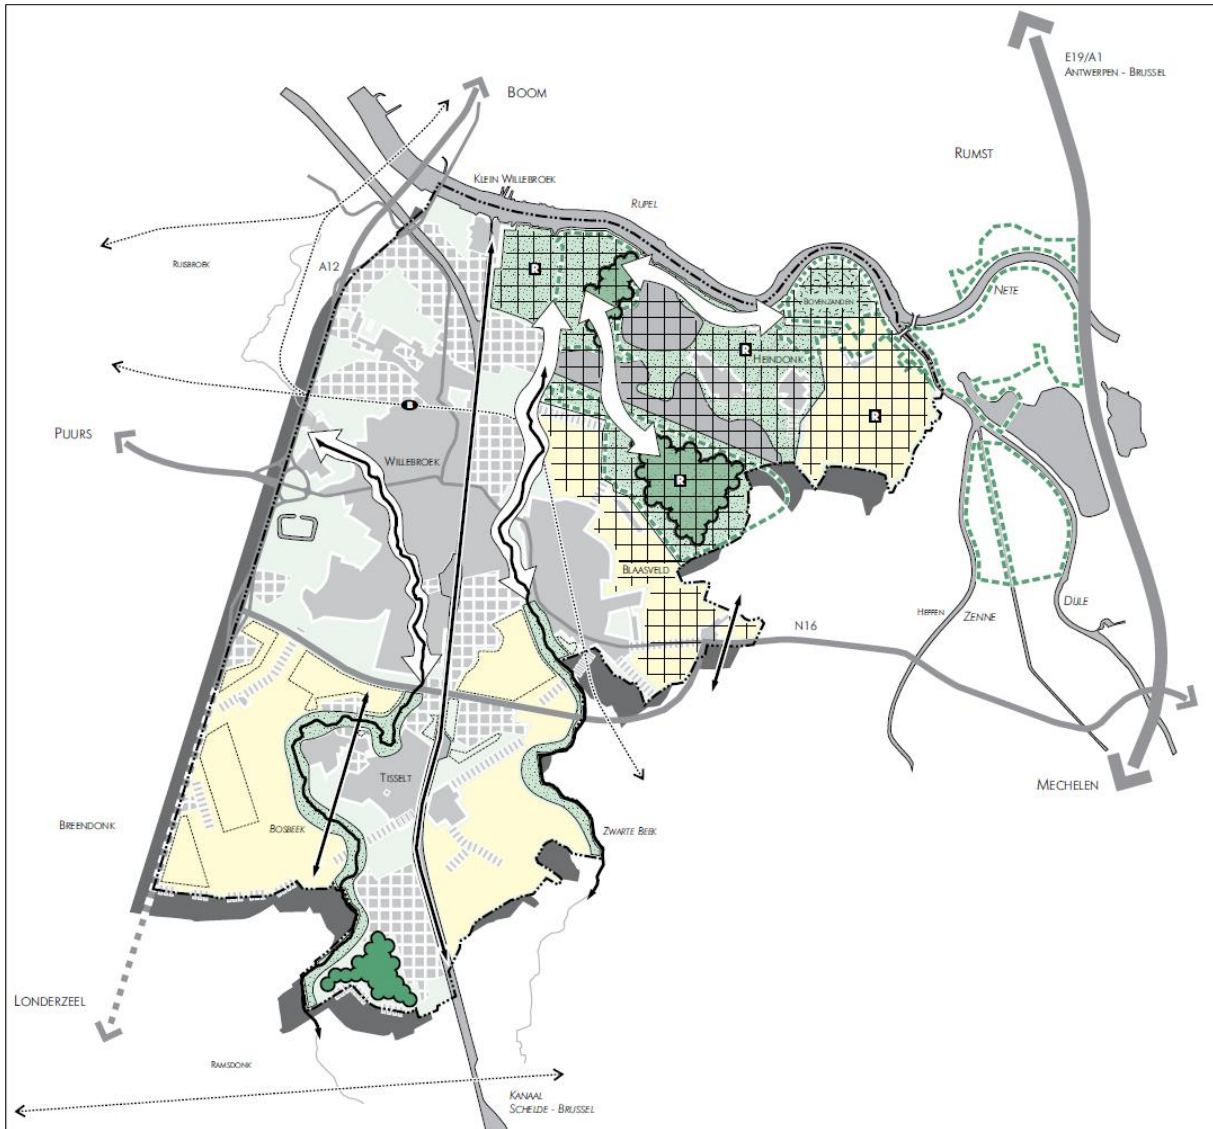 E19/A1
ANTWERPEN - BRUSSEL
BOOM
RUMST
KLEIN WILLEBROEK
RUPEL
RUISBROEK
A12
NETE
BOVENZANDEN
R
R
HEINDONK
R
PUURS
WILLEBROEK
R
BLAASVELD
HEFFEN
ZENNE
DIJLE
N16
TISSELT
MECHELEN
BREENDONK
BOSBEEK
ZWARTE BEEK
LONDERZEEL
RAMSDONK
KANAAL
SCHELDE - BRUSSEL